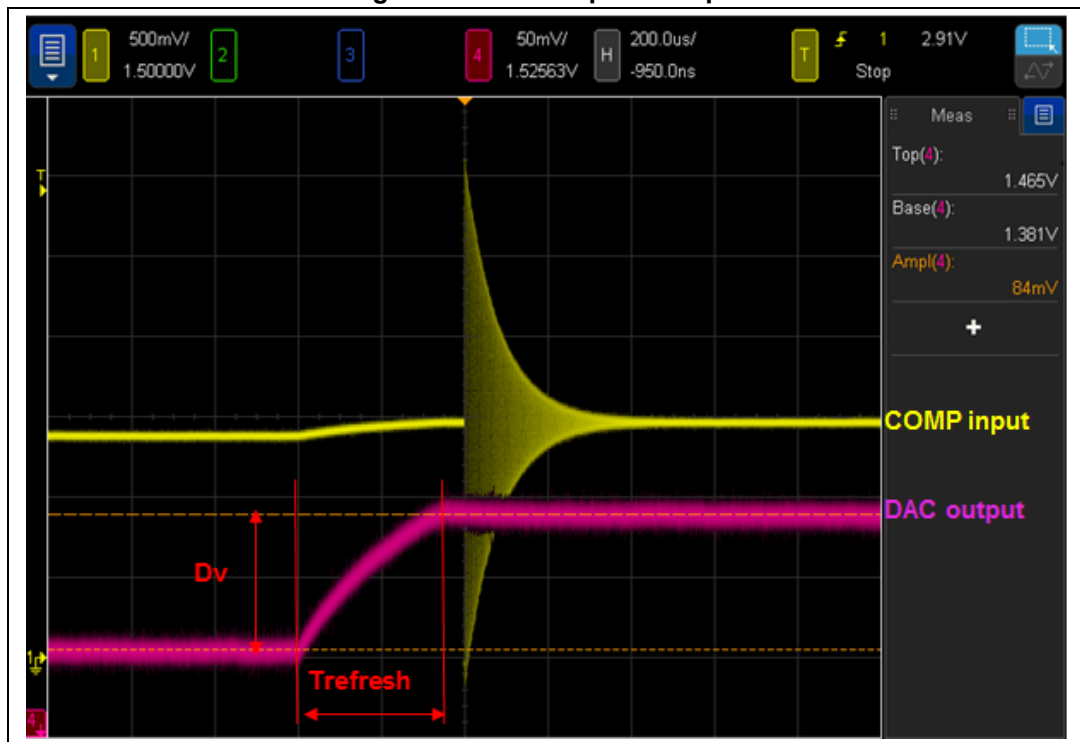 1 500mV/ 2 3 4 50mV/ H 200.0us/ T 1 2.91V
1.50000V 1.52563V -950.0ns Stop
Meas
T
Top(4):
1.465V
Base(4):
1.381V
Ampl(4):
84mV
+
COMP input
DAC output
Dv
1
Trefresh
4